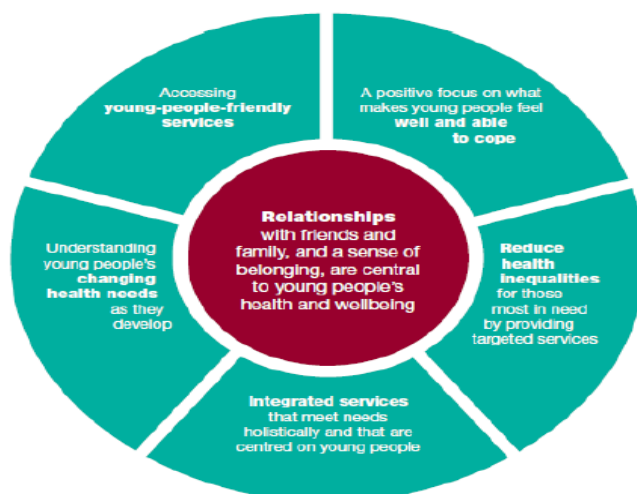 Accessing
young-people-friendly
services
A positive focus on what
makes young people feel
well and able
to cope
Relationships
with friends and
family, and a sense of
belonging, are central
to young people's
health and wellbeing
Understanding
young people's
changing
health needs
as they
develop
Reduce
health
inequalities
for those
most in need
by providing
targeted services
Integrated services
that meet needs
holistically and that are
centred on young people